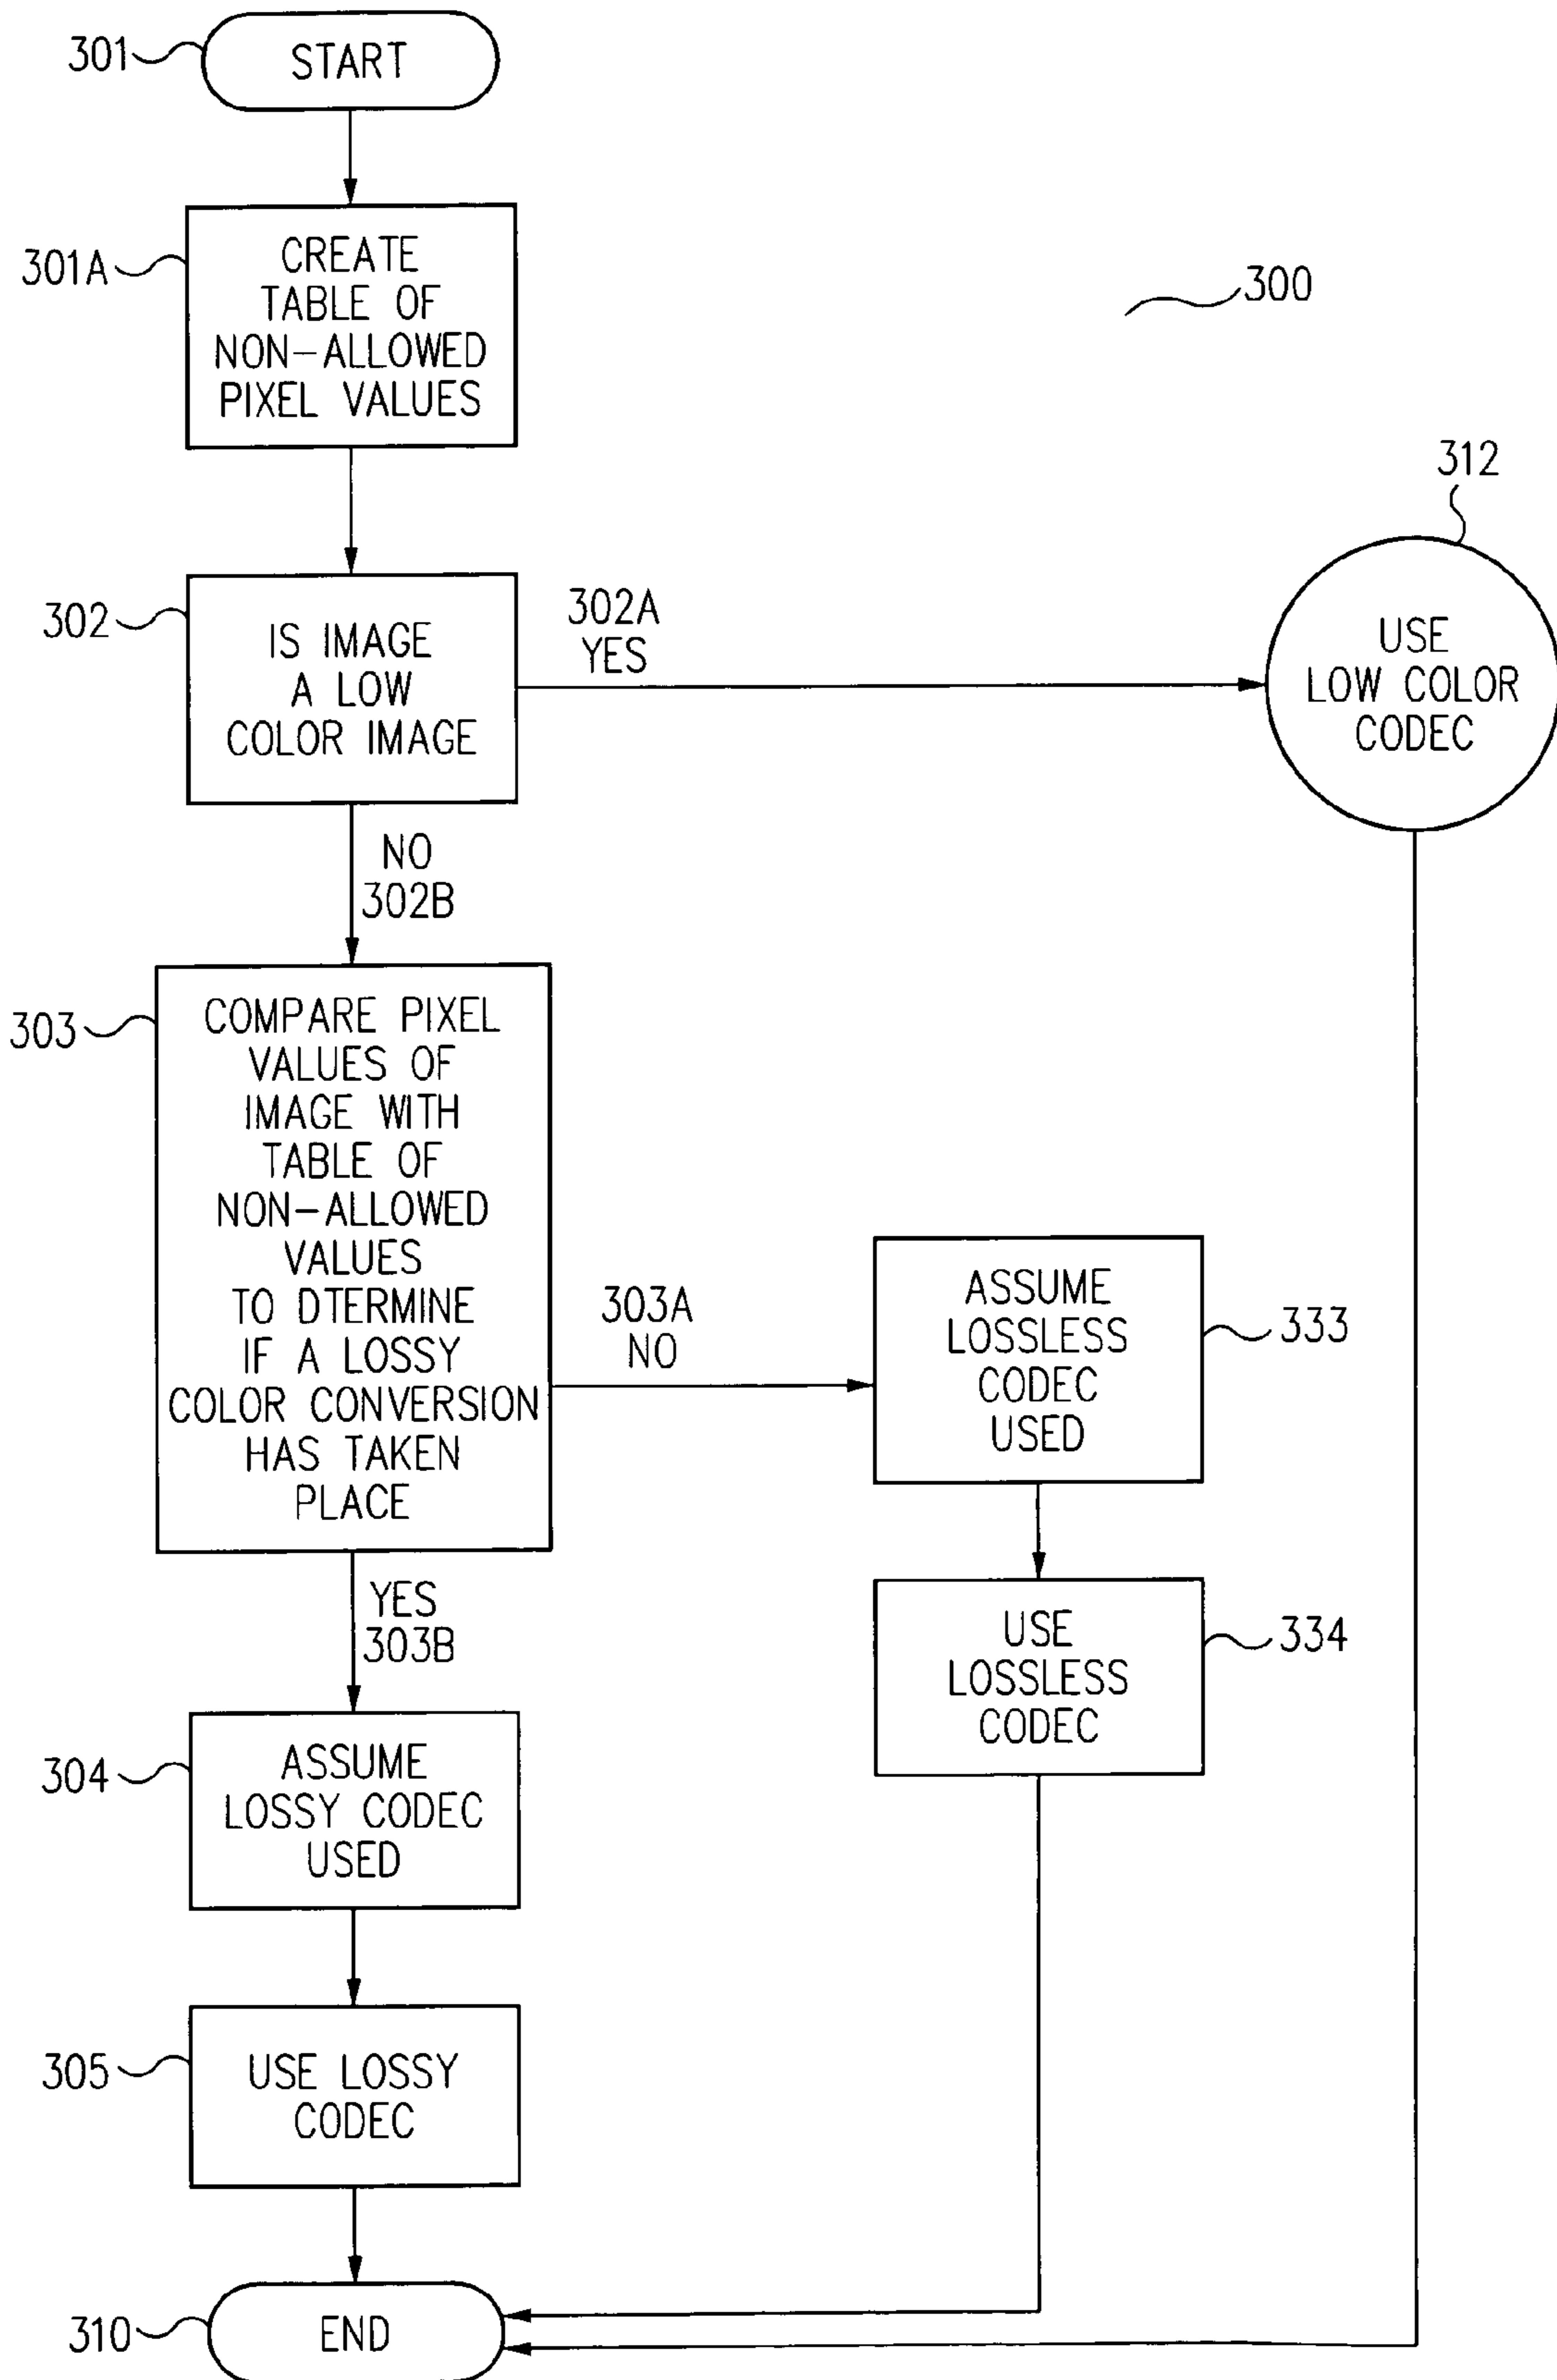 301
START
301A
CREATE
TABLE OF
NON-ALLOWED
PIXEL VALUES
300
312
302
IS IMAGE
A LOW
COLOR IMAGE
302A
YES
USE
LOW COLOR
CODEC
NO
302B
303
COMPARE PIXEL
VALUES OF
IMAGE WITH
TABLE OF
NON-ALLOWED
VALUES
TO DTERMINE
IF A LOSSY
COLOR CONVERSION
HAS TAKEN
PLACE
303A
NO
ASSUME
LOSSLESS
CODEC
USED
333
YES
303B
USE
LOSSLESS
CODEC
334
304
ASSUME
LOSSY CODEC
USED
305
USE LOSSY
CODEC
310
END